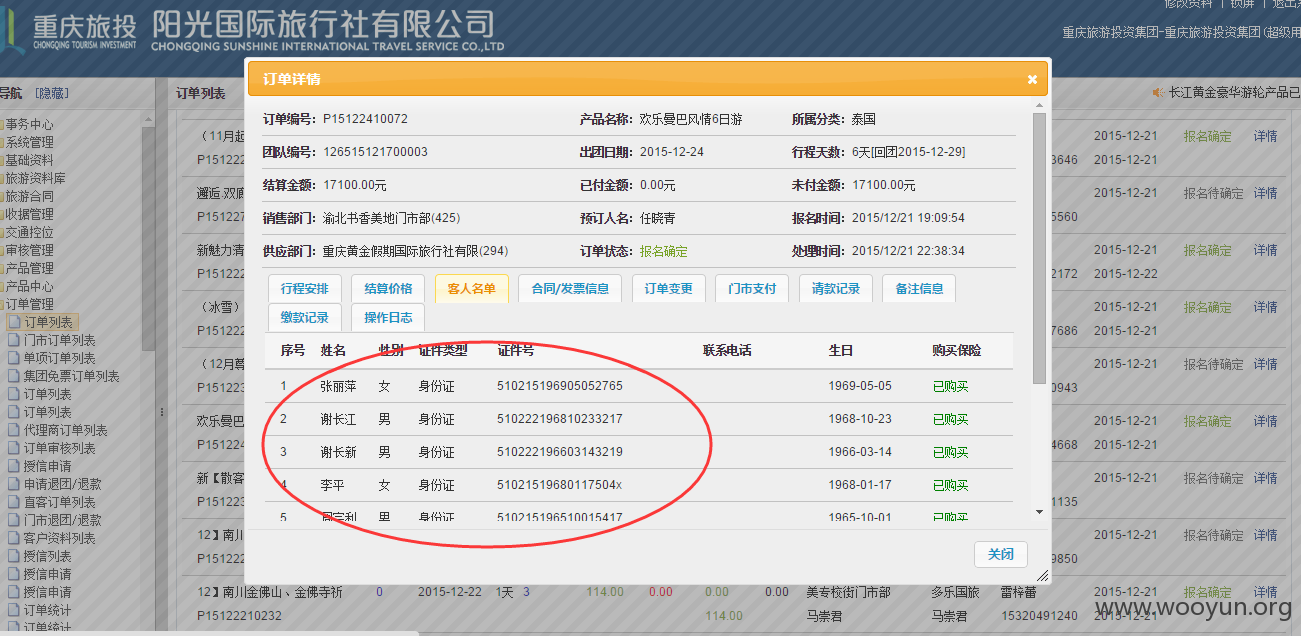 重庆旅投 阳光国际旅行社有限公司
CHONGQING TOURISM INVESTMENT CHONGQING SUNSHINE INTERNATIONAL TRAVEL SERVICE CO.,LTD
修改资料 | 锁屏 |
重庆旅游投资集团-重庆旅游投资集团(超级用
导航 [隐藏]
订单列表
长江黄金豪华游轮产品已
事务中心
系统管理
基础资料
旅游资料库
旅游合同
收据管理
交通控位
审核管理
产品管理
产品中心
订单管理
订单列表
门市订单列表
单项订单列表
集团免票订单列表
订单列表
订单列表
代理商订单列表
订单审核列表
授信申请
申请退团/退款
直客订单列表
门市退团/退款
客户资料列表
授信列表
授信申请
授信申请
订单统计
订单统计
订单详情 ×
订单编号: P15122410072 产品名称: 欢乐曼巴风情6日游 所属分类: 泰国
团队编号: 126515121700003 出团日期: 2015-12-24 行程天数: 6天[回团2015-12-29]
结算金额: 17100.00元 已付金额: 0.00元 未付金额: 17100.00元
销售部门: 渝北书香美地门市部(425) 预订人名: 任晓青 报名时间: 2015/12/21 19:09:54
供应部门: 重庆黄金假期国际旅行社有限(294) 订单状态: 报名确定 处理时间: 2015/12/21 22:38:34
行程安排 结算价格 客人名单 合同/发票信息 订单变更 门市支付 请款记录 备注信息
缴款记录 操作日志
序号 姓名 性别 证件类型 证件号 联系电话 生日 购买保险
1 张丽萍 女 身份证 510215196905052765 1969-05-05 已购买
2 谢长江 男 身份证 510222196810233217 1968-10-23 已购买
3 谢长新 男 身份证 510222196603143219 1966-03-14 已购买
4 李平 女 身份证 51021519680117504x 1968-01-17 已购买
5 男 身份证 510215196510015417 1965-10-01 已购买
关闭
（11月起 2015-12-21 报名确定 详情
P15122 3646 2015-12-21
邂逅.双廊 2015-12-21 报名待确定 详情
P151227 5560
新魅力清 2015-12-21 报名确定 详情
P151223 2172 2015-12-22
（冰雪） 2015-12-21 报名确定 详情
P151222 7686 2015-12-21
（12月尊 2015-12-21 报名待确定 详情
P151223 0943
欢乐曼巴 2015-12-21 报名确定 详情
P15122 4668 2015-12-21
新【散客 2015-12-21 报名待确定 详情
P151223 1135
12】南川 2015-12-21 报名待确定 详情
P151222 9850
12】南川金佛山、金佛寺祈 0 2015-12-22 1天 3 114.00 0.00 0.00 0.00 美专校街门市部 多乐国旅 雷梓蕃 2015-12-21 报名确定 详情
P15122210232 114.00 马崇君 马崇君 15320491240 2015-12-21
www.wooyun.org